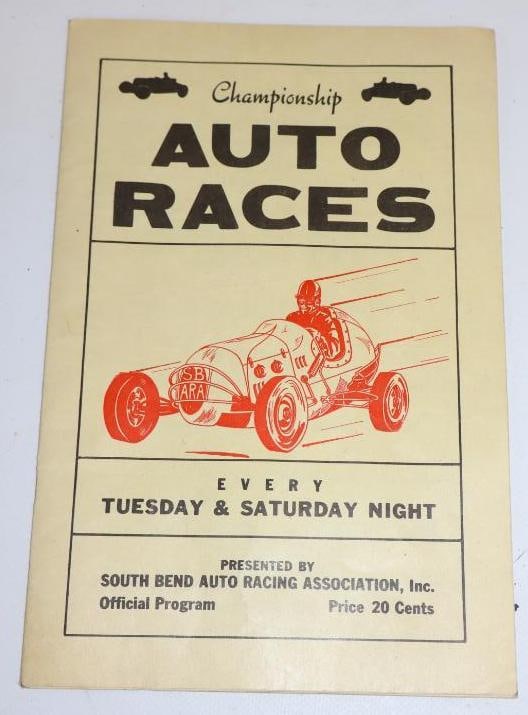 Championship
AUTO
RACES
S.B.
ARA
EVERY
TUESDAY & SATURDAY NIGHT
PRESENTED BY
SOUTH BEND AUTO RACING ASSOCIATION, Inc.
Official Program Price 20 Cents